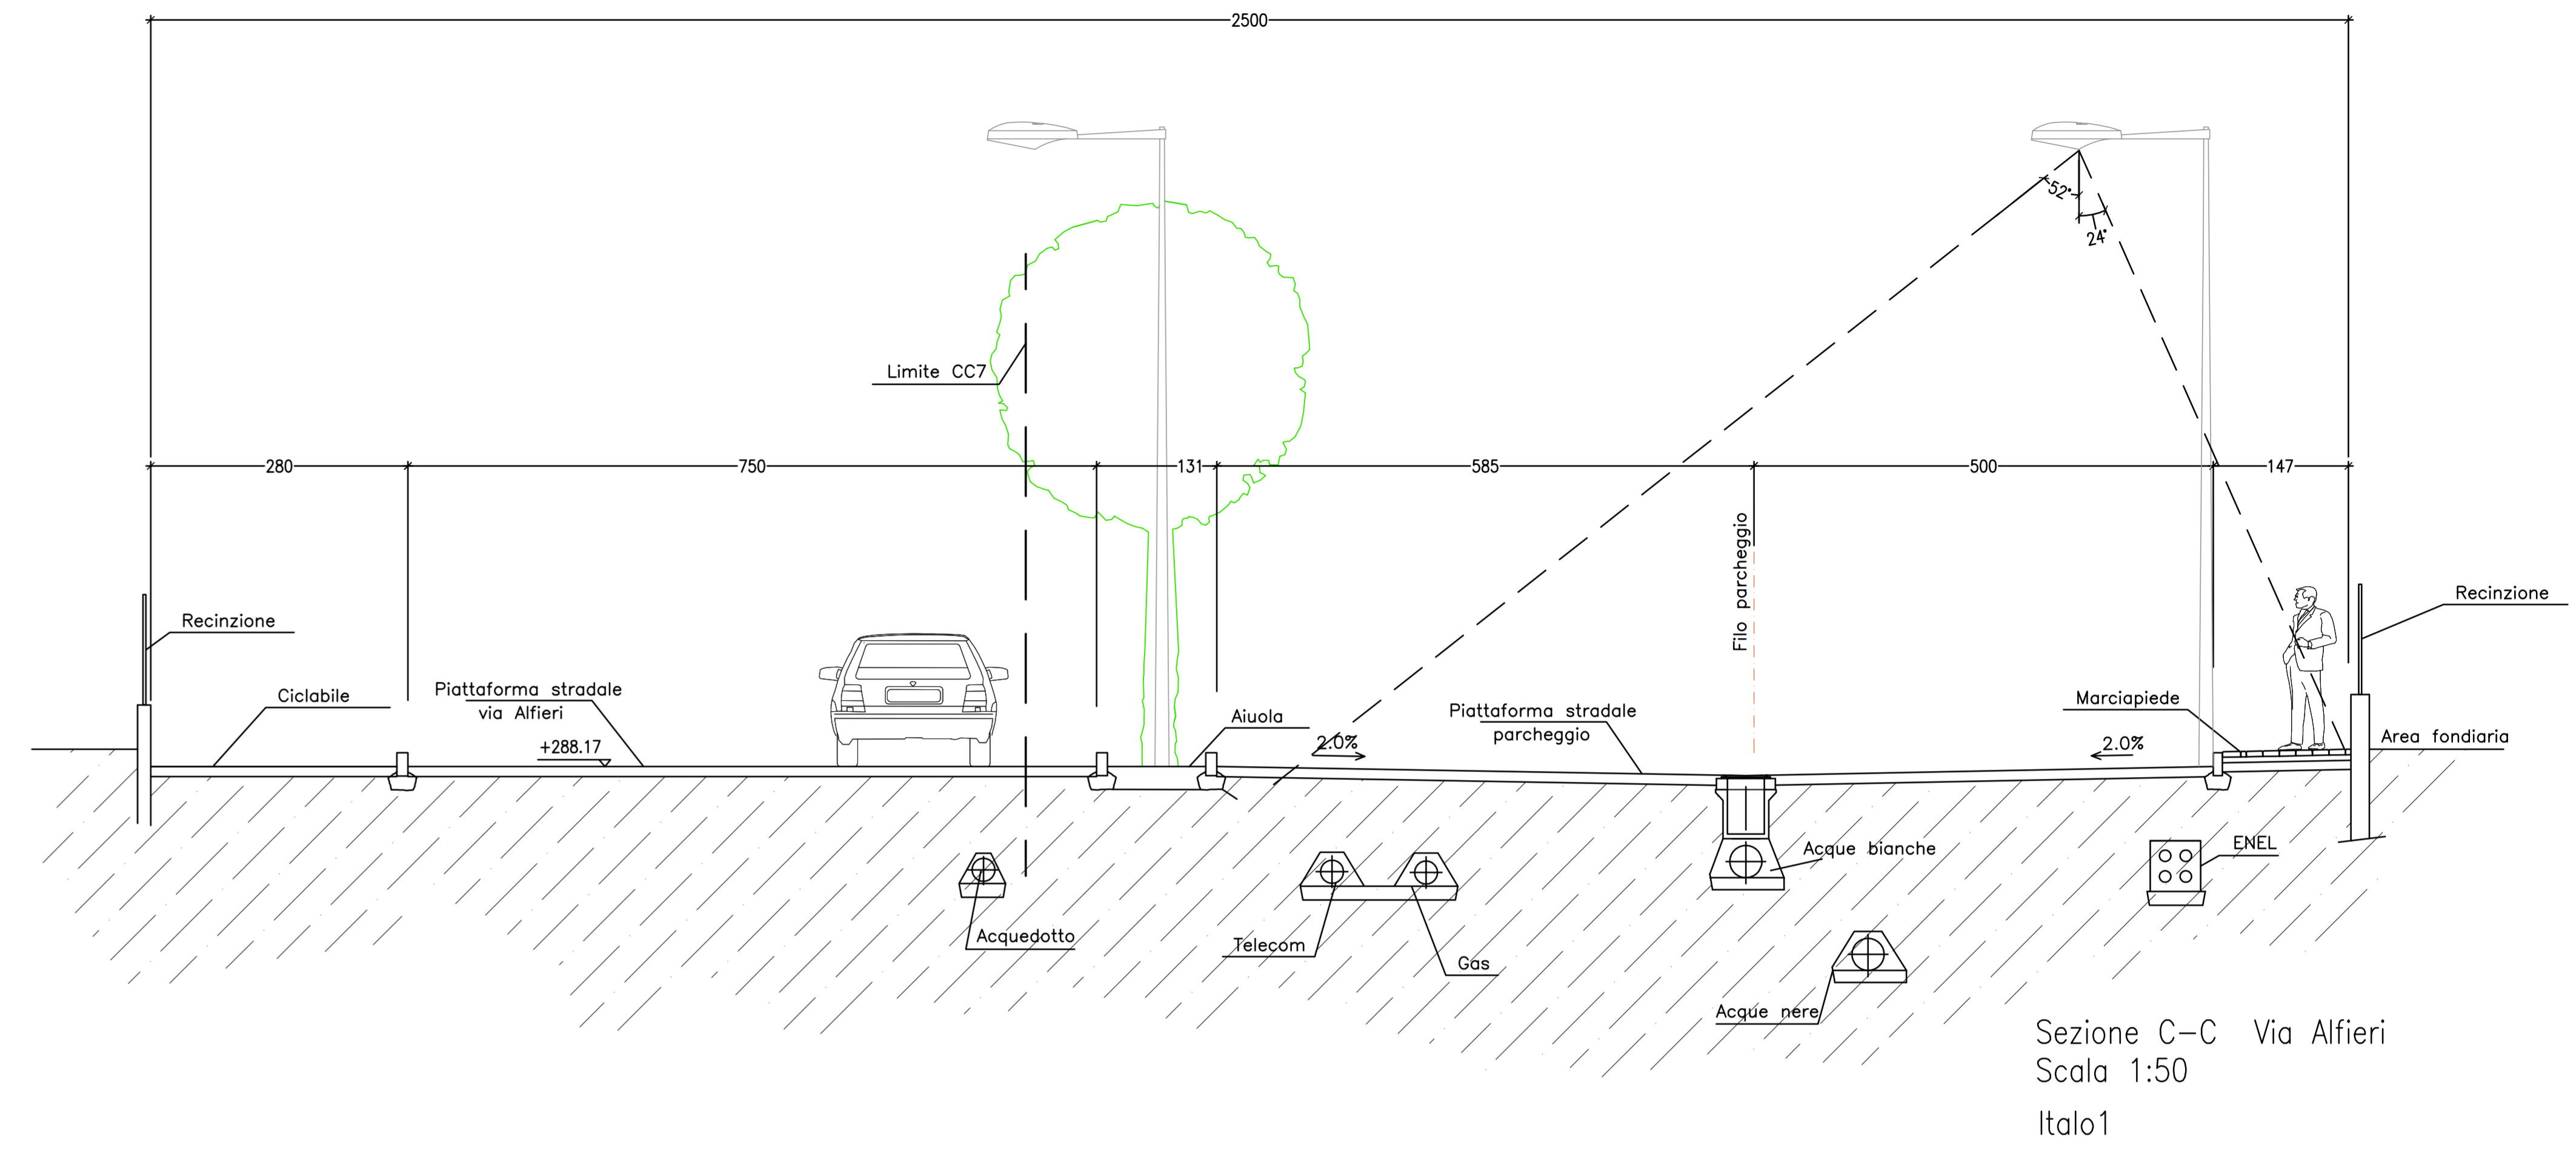 2500
52°
24°
Limite CC7
280
750
131
585
500
147
Filo parcheggio
Recinzione
Recinzione
Ciclabile
Piattaforma stradale
via Alfieri
+288.17
Aiuola
2.0%
Piattaforma stradale
parcheggio
2.0%
Marciapiede
Area fondiaria
Acque bianche
ENEL
Acquedotto
Telecom
Gas
Acque nere
Sezione C-C Via Alfieri
Scala 1:50
Italo1